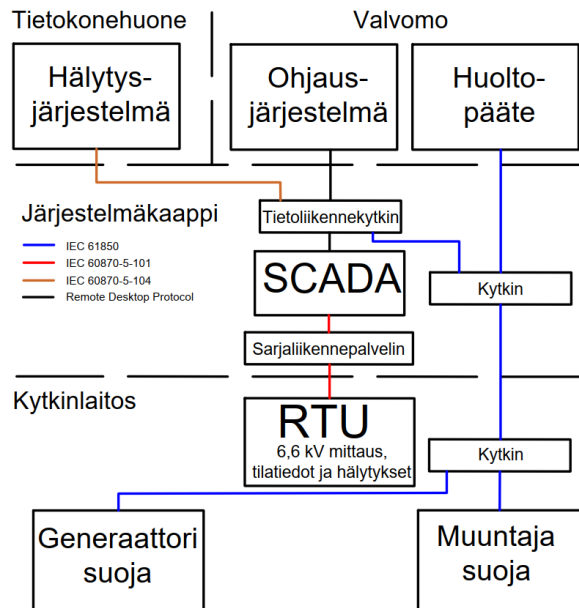 Tietokonehuone
Valvomo
Hälytys-
järjestelmä
Ohjaus-
järjestelmä
Huolto-
pääte
Järjestelmäkaappi
IEC 61850
IEC 60870-5-101
IEC 60870-5-104
Remote Desktop Protocol
Tietoliikennekytkin
SCADA
Kytkin
Sarjaliikennepalvelin
Kytkinlaitos
RTU
6,6 kV mittaus,
tilatiedot ja hälytykset
Kytkin
Generaattori
suoja
Muuntaja
suoja